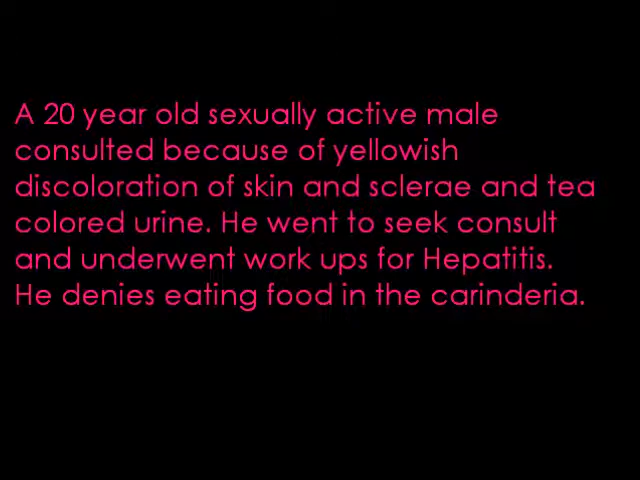 A 20 year old sexually active male
consulted because of yellowish
discoloration of skin and sclerae and tea
colored urine. He went to seek consult
and underwent work ups for Hepatitis.
He denies eating food in the carinderia.